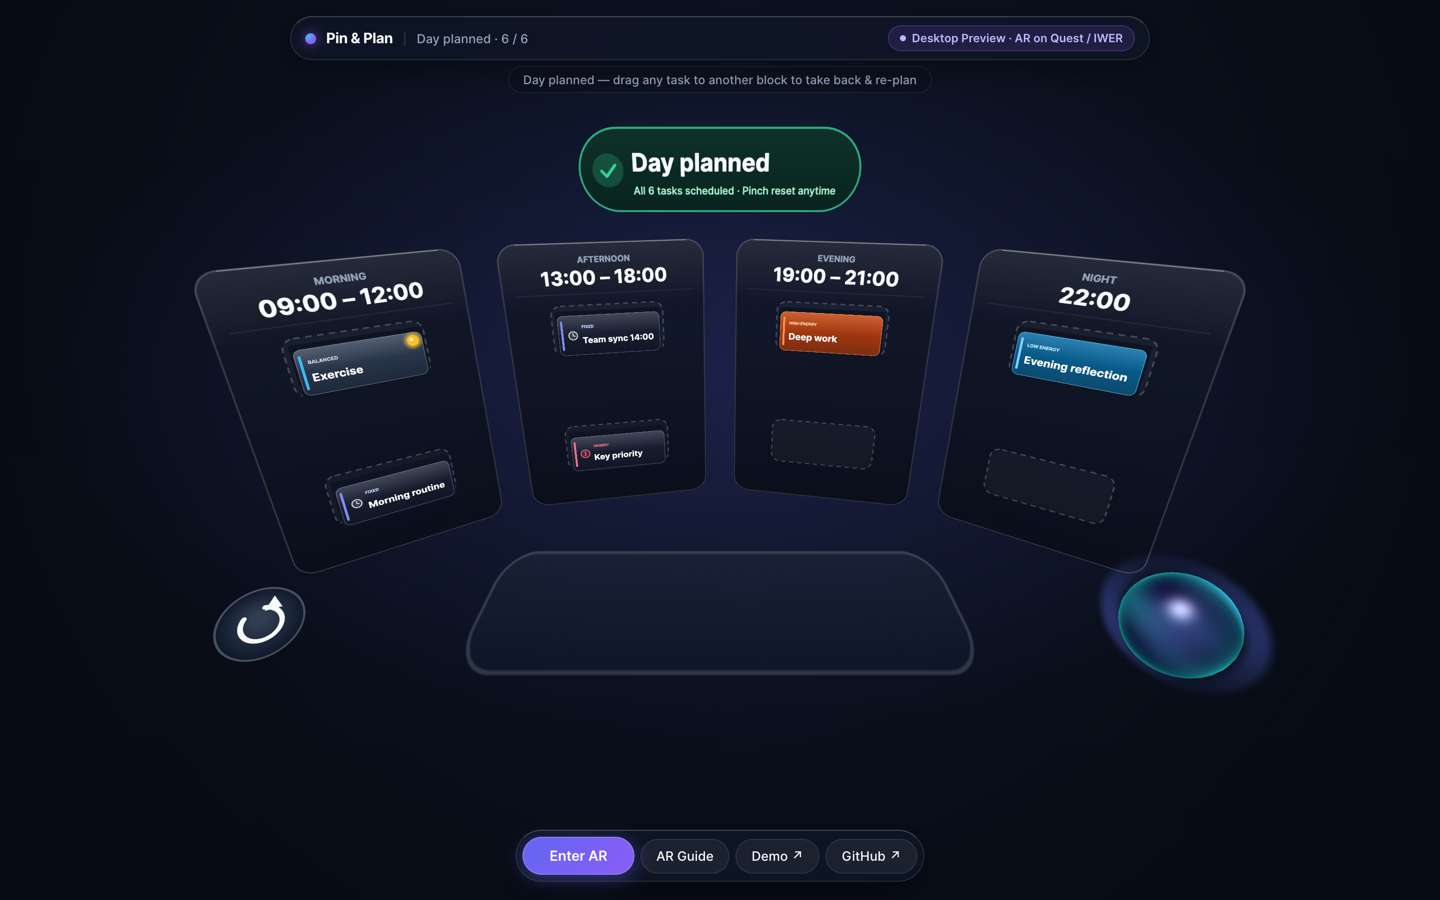 Pin & Plan
Day planned · 6 / 6
Desktop Preview · AR on Quest / IWER
Day planned — drag any task to another block to take back & re-plan
Day planned
All 6 tasks scheduled · Pinch reset anytime
MORNING
09:00 – 12:00
BALANCED
Exercise
FIXED
Morning routine
AFTERNOON
13:00 – 18:00
FIXED
Team sync 14:00
URGENT
Key priority
EVENING
19:00 – 21:00
HIGH ENERGY
Deep work
NIGHT
22:00
LOW ENERGY
Evening reflection
Enter AR
AR Guide
Demo ↗
GitHub ↗